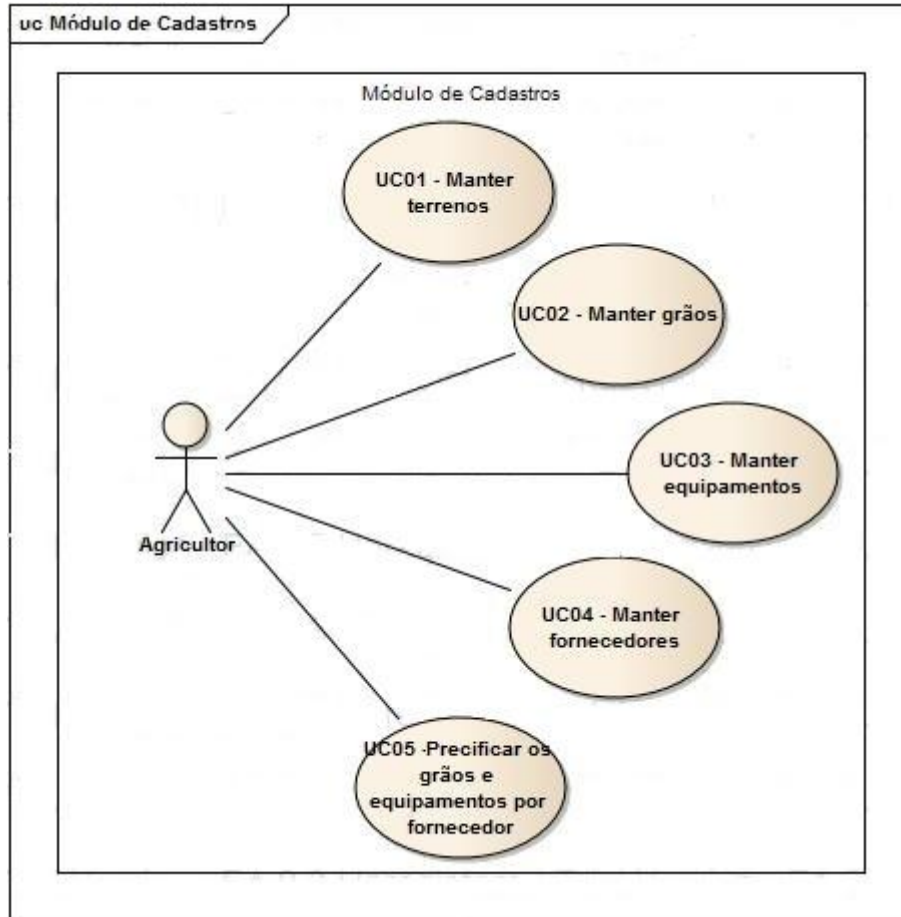 uc Módulo de Cadastros
Módulo de Cadastros
UC01 - Manter
terrenos
UC02 - Manter grãos
UC03 - Manter
equipamentos
Agricultor
UC04 - Manter
fornecedores
UC05 -Precificar os
grãos e
equipamentos por
fornecedor